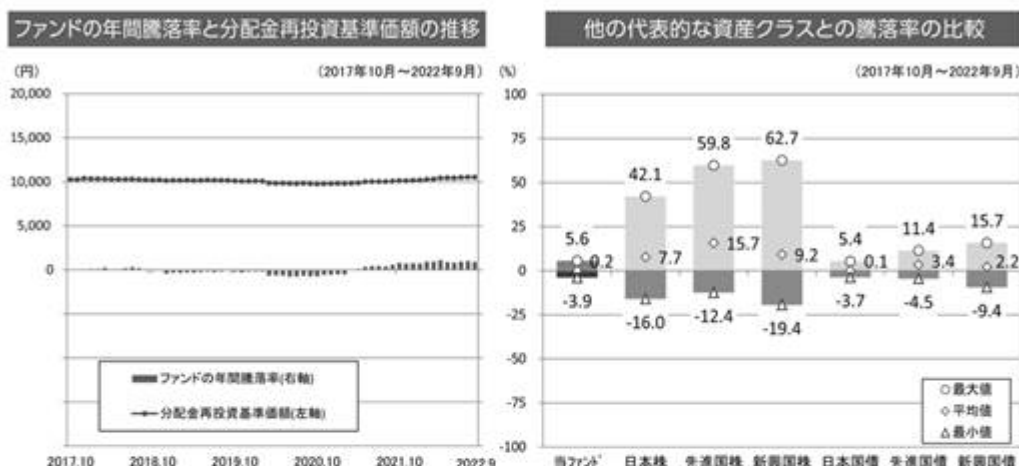 ファンドの年間騰落率と分配金再投資基準価額の推移
(円)
(2017年10月～2022年9月)
20,000
15,000
10,000
5,000
0
ファンドの年間騰落率(右軸)
分配金再投資基準価額(左軸)
2017.10 2018.10 2019.10 2020.10 2021.10 2022.9
他の代表的な資産クラスとの騰落率の比較
(%)
(2017年10月～2022年9月)
100
75
50
25
0
-25
-50
-75
-100
5.6 42.1 59.8 62.7 5.4 11.4 15.7
0.2 7.7 15.7 9.2 0.1 3.4 2.2
-3.9 -16.0 -12.4 -19.4 -3.7 -4.5 -9.4
○最大値
◇平均値
△最小値
当ファンド 日本株 先進国株 新興国株 日本国債 先進国債 新興国債